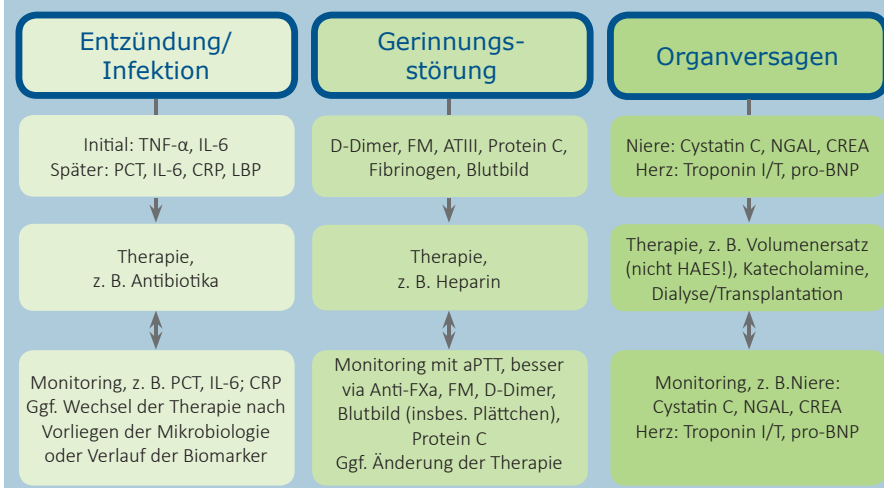 Entzündung/
Infektion
Initial: TNF-α, IL-6
Später: PCT, IL-6, CRP, LBP
Therapie,
z. B. Antibiotika
Monitoring, z. B. PCT, IL-6; CRP
Ggf. Wechsel der Therapie nach
Vorliegen der Mikrobiologie
oder Verlauf der Biomarker
Gerinnungs-
störung
D-Dimer, FM, ATIII, Protein C,
Fibrinogen, Blutbild
Therapie,
z. B. Heparin
Monitoring mit aPTT, besser
via Anti-FXa, FM, D-Dimer,
Blutbild (insbes. Plättchen),
Protein C
Ggf. Änderung der Therapie
Organversagen
Niere: Cystatin C, NGAL, CREA
Herz: Troponin I/T, pro-BNP
Therapie, z. B. Volumenersatz
(nicht HAES!), Katecholamine,
Dialyse/Transplantation
Monitoring, z. B.Niere:
Cystatin C, NGAL, CREA
Herz: Troponin I/T, pro-BNP